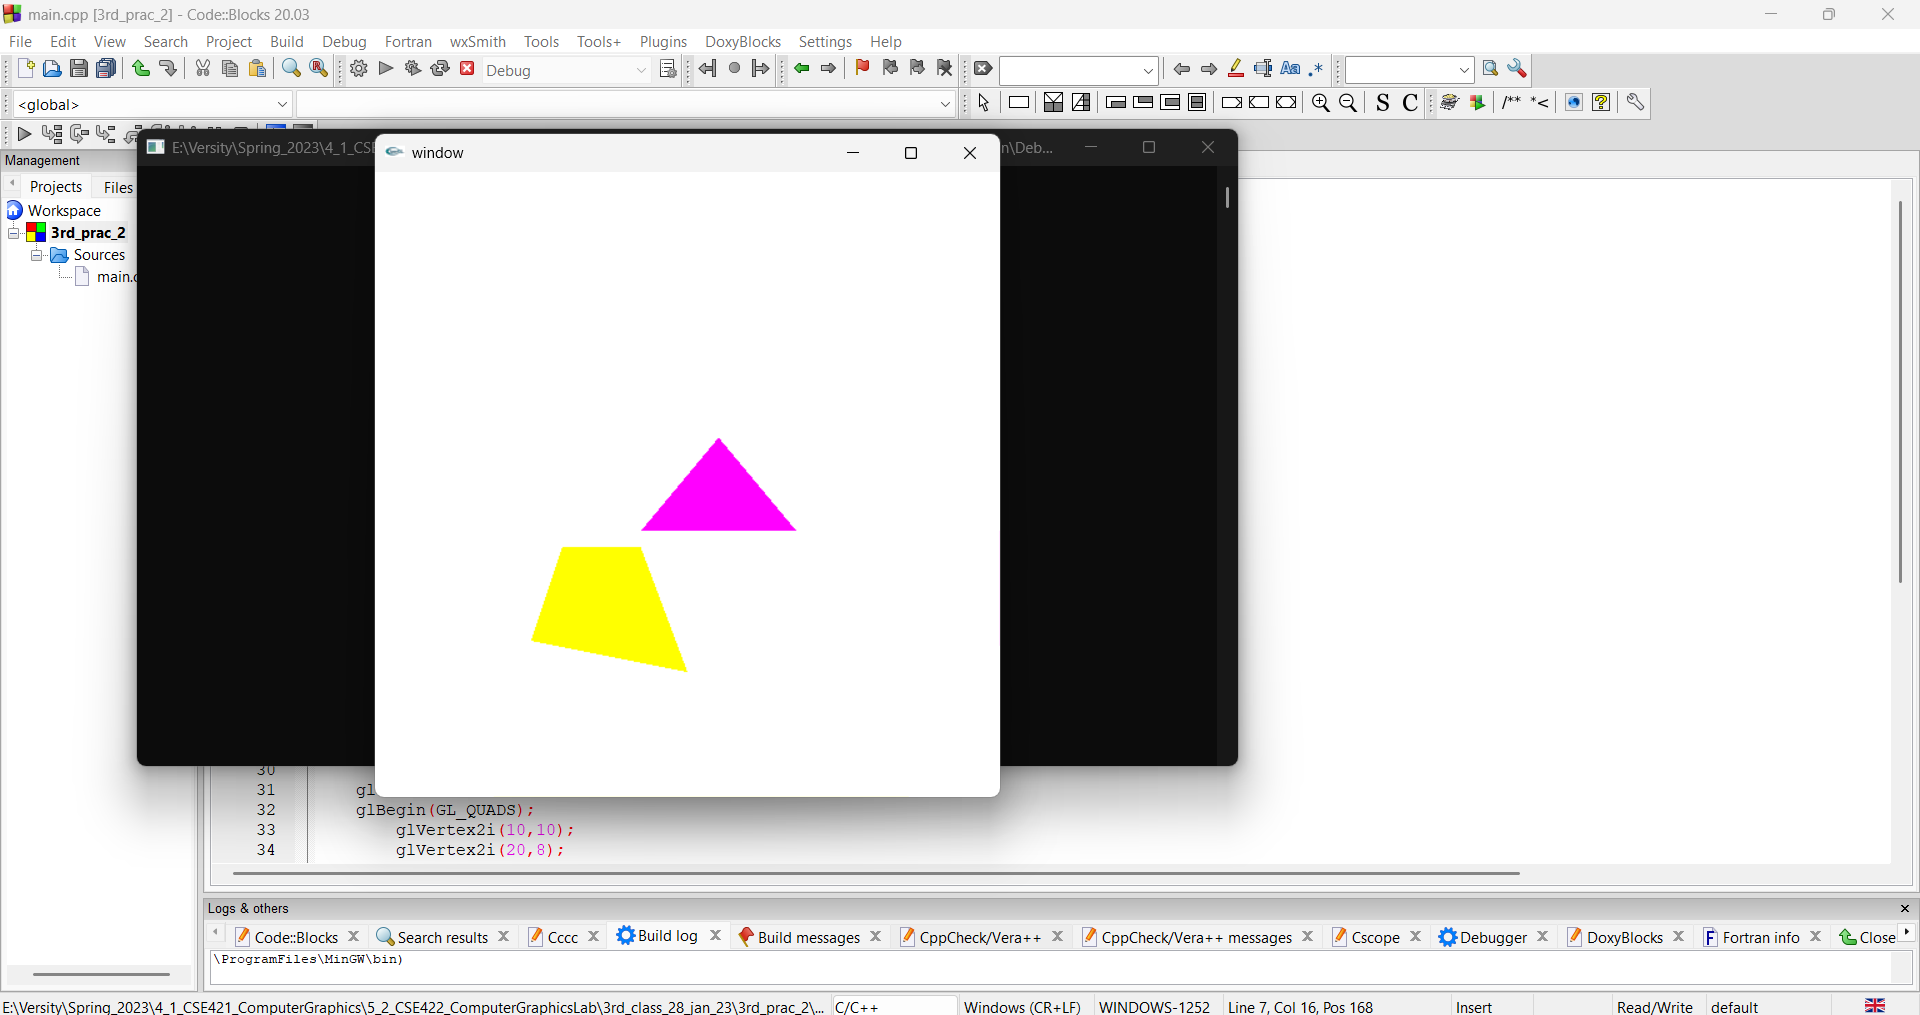 main.cpp [3rd_prac_2] - Code::Blocks 20.03
File Edit View Search Project Build Debug Fortran wxSmith Tools Tools+ Plugins DoxyBlocks Settings Help
Debug
<global>
/** *<
S C
E:\Versity\Spring_2023\4_1_CSE
n\Deb...
window
Management
Projects Files
Workspace
3rd_prac_2
Sources
main.c
30
31 gl
32 glBegin(GL_QUADS);
33 glVertex2i(10,10);
34 glVertex2i(20,8);
Logs & others
Code::Blocks Search results Cccc Build log Build messages CppCheck/Vera++ CppCheck/Vera++ messages Cscope Debugger DoxyBlocks Fortran info Close
\ProgramFiles\MinGW\bin)
E:\Versity\Spring_2023\4_1_CSE421_ComputerGraphics\5_2_CSE422_ComputerGraphicsLab\3rd_class_28_jan_23\3rd_prac_2\... C/C++ Windows (CR+LF) WINDOWS-1252 Line 7, Col 16, Pos 168 Insert Read/Write default